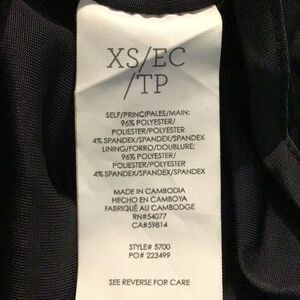 XS/EC
/TP
SELF/PRINCIPALES/MAIN:
96% POLYESTER/
POLIESTER/POLYESTER
4% SPANDEX/SPANDEX/SPANDEX
LINING/FORRO/DOUBLURE:
96% POLYESTER/
POLIESTER/POLYESTER
4% SPANDEX/SPANDEX/SPANDEX
MADE IN CAMBODIA
HECHO EN CAMBOYA
FABRIQUÉ AU CAMBODGE
RN#54077
CA#59814
STYLE# 5700
PO# 223499
SEE REVERSE FOR CARE